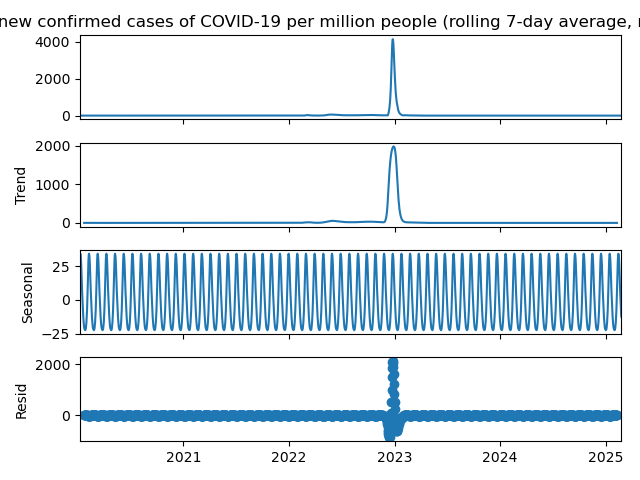 new confirmed cases of COVID-19 per million people (rolling 7-day average,
4000
2000
0
Trend
2000
1000
0
Seasonal
25
0
−25
Resid
2000
0
2021 2022 2023 2024 2025